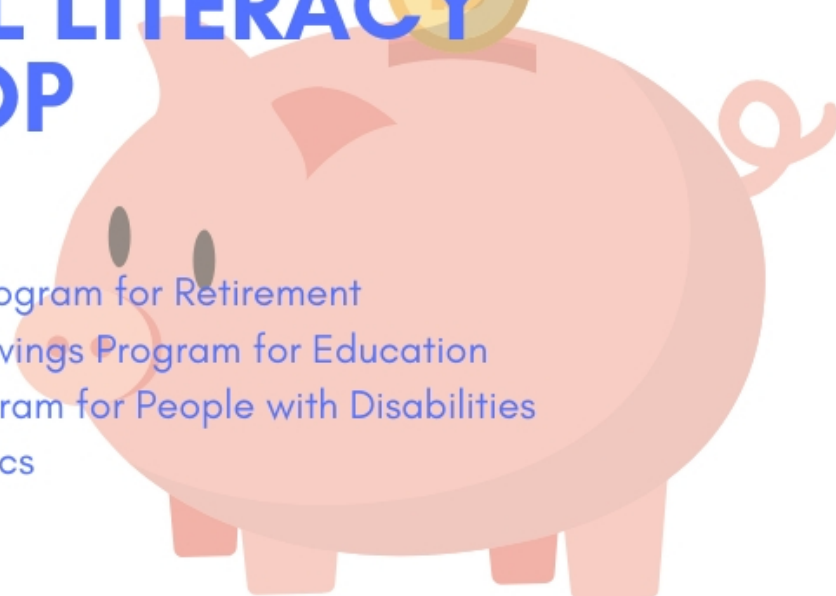 L LITERACY
OP
ogram for Retirement
vings Program for Education
ram for People with Disabilities
cs